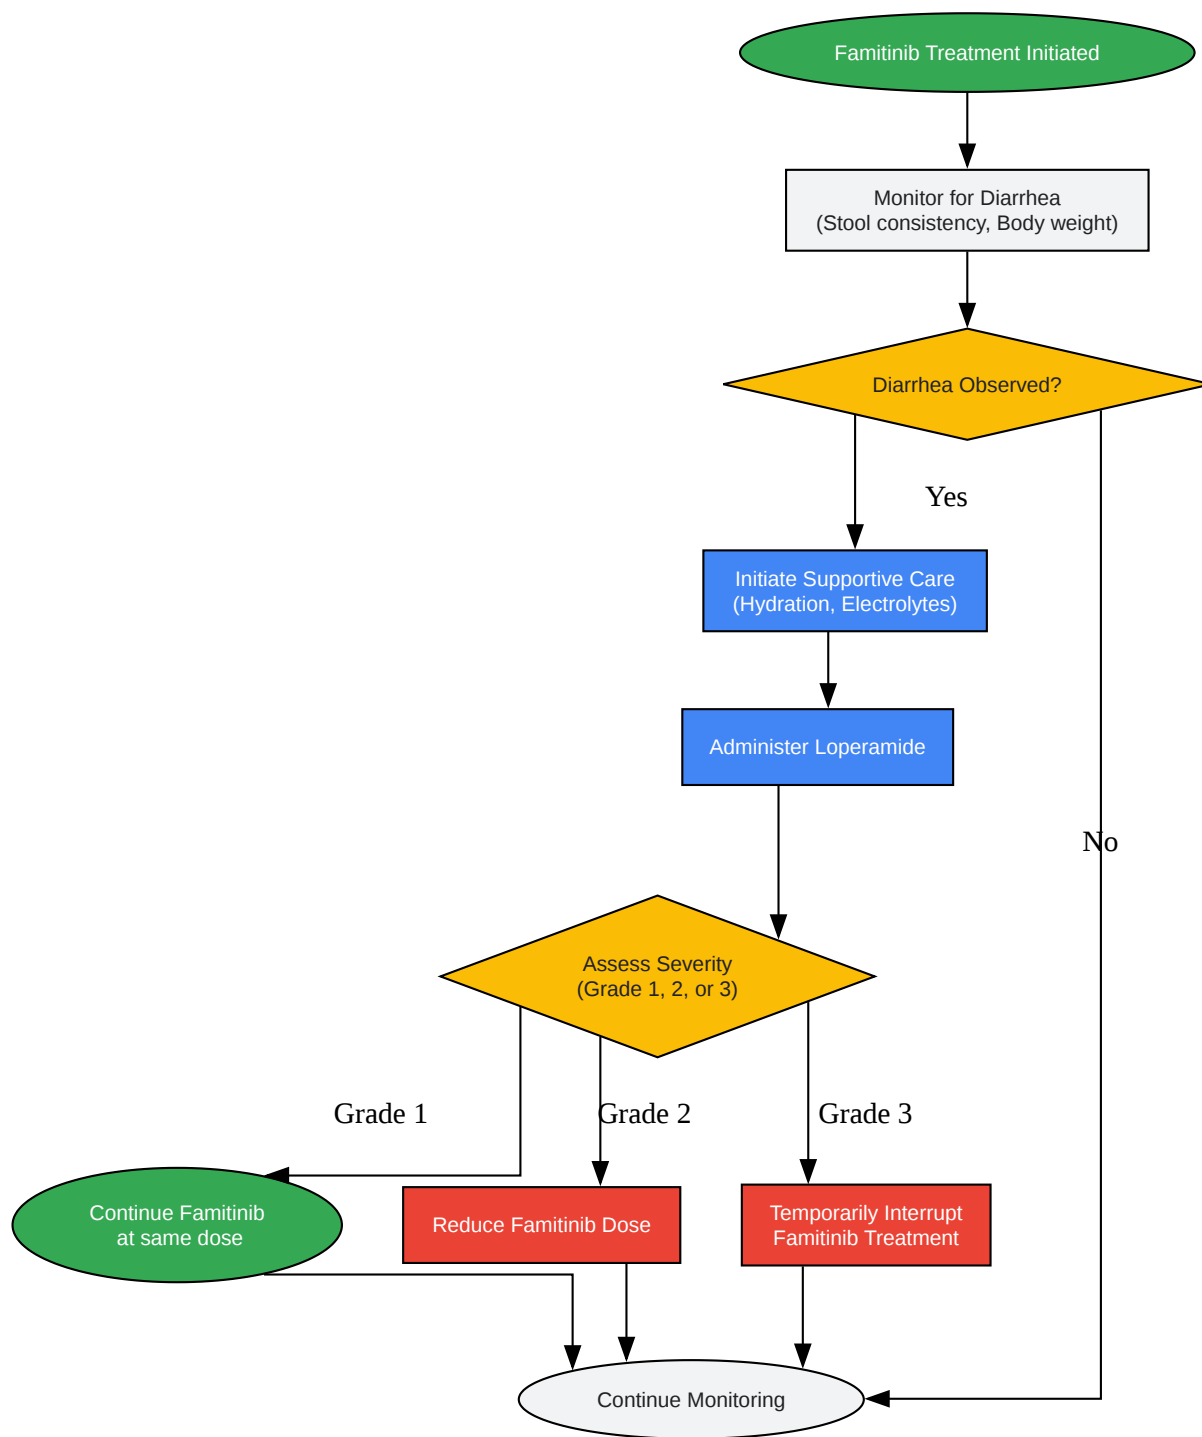 Famitinib Treatment Initiated
Monitor for Diarrhea
(Stool consistency, Body weight)
Diarrhea Observed?
Yes
Initiate Supportive Care
(Hydration, Electrolytes)
Administer Loperamide
No
Assess Severity
(Grade 1, 2, or 3)
Grade 1
Grade 2
Grade 3
Continue Famitinib
at same dose
Reduce Famitinib Dose
Temporarily Interrupt
Famitinib Treatment
Continue Monitoring